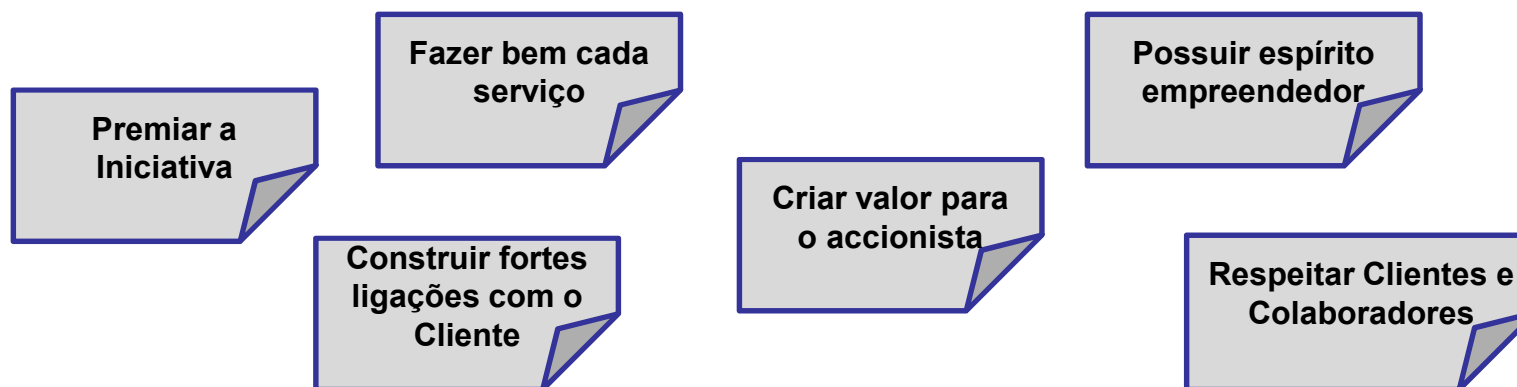 Premiar a
Iniciativa
Fazer bem cada
serviço
Construir fortes
ligações com o
Cliente
Criar valor para
o accionista
Possuir espírito
empreendedor
Respeitar Clientes e
Colaboradores